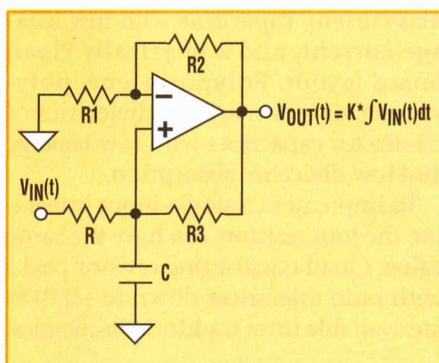 R2
R1
−
+
V_OUT(t) = K* ∫V_IN(t)dt
V_IN(t)
R
R3
C